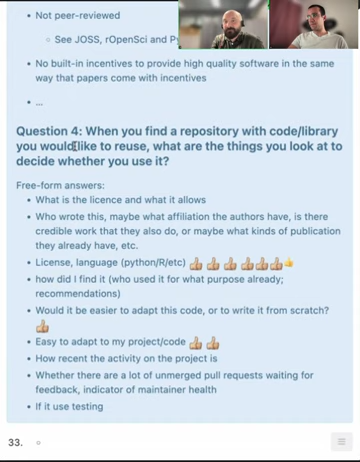 Not peer-reviewed
See JOSS, rOpenSci and
No built-in incentives to provide high quality software in the same
way that papers come with incentives
...
Question 4: When you find a repository with code/library
you would like to reuse, what are the things you look at to
decide whether you use it?
Free-form answers:
What is the licence and what it allows
Who wrote this, maybe what affiliation the authors have, is there
credible work that they also do, or maybe what kinds of publication
they already have, etc.
License, language (python/R/etc) 👍 👍 👍 👍 👍👍👍
how did I find it (who used it for what purpose already;
recommendations)
Would it be easier to adapt this code, or to write it from scratch?
👍
Easy to adapt to my project/code 👍 👍
How recent the activity on the project is
Whether there are a lot of unmerged pull requests waiting for
feedback, indicator of maintainer health
If it use testing
33.